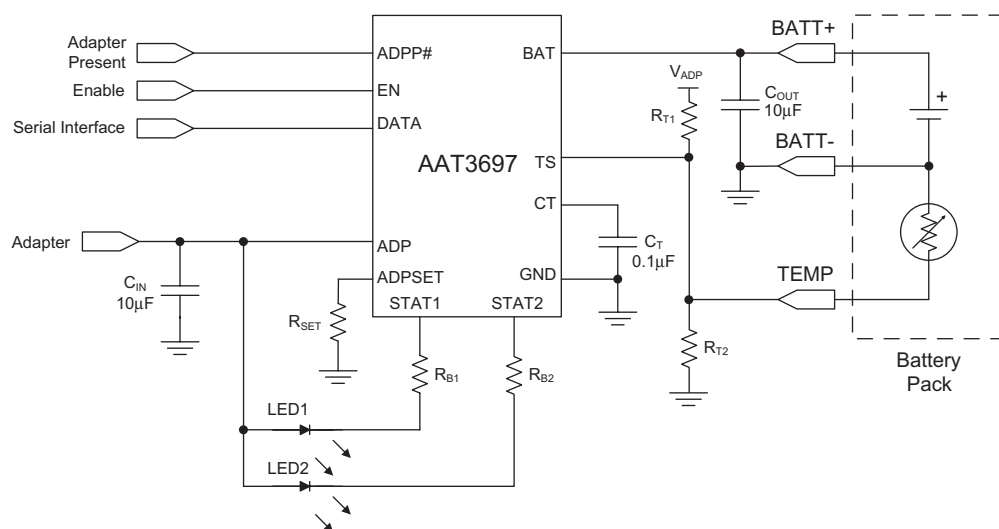 Adapter
Present
Enable
Serial Interface
Adapter
C_IN
10µF
ADPP#
EN
DATA
AAT3697
ADP
ADPSET
STAT1
STAT2
BAT
TS
CT
GND
R_SET
R_B1
R_B2
LED1
LED2
V_ADP
R_T1
C_T
0.1µF
R_T2
C_OUT
10µF
BATT+
BATT-
TEMP
+
Battery
Pack